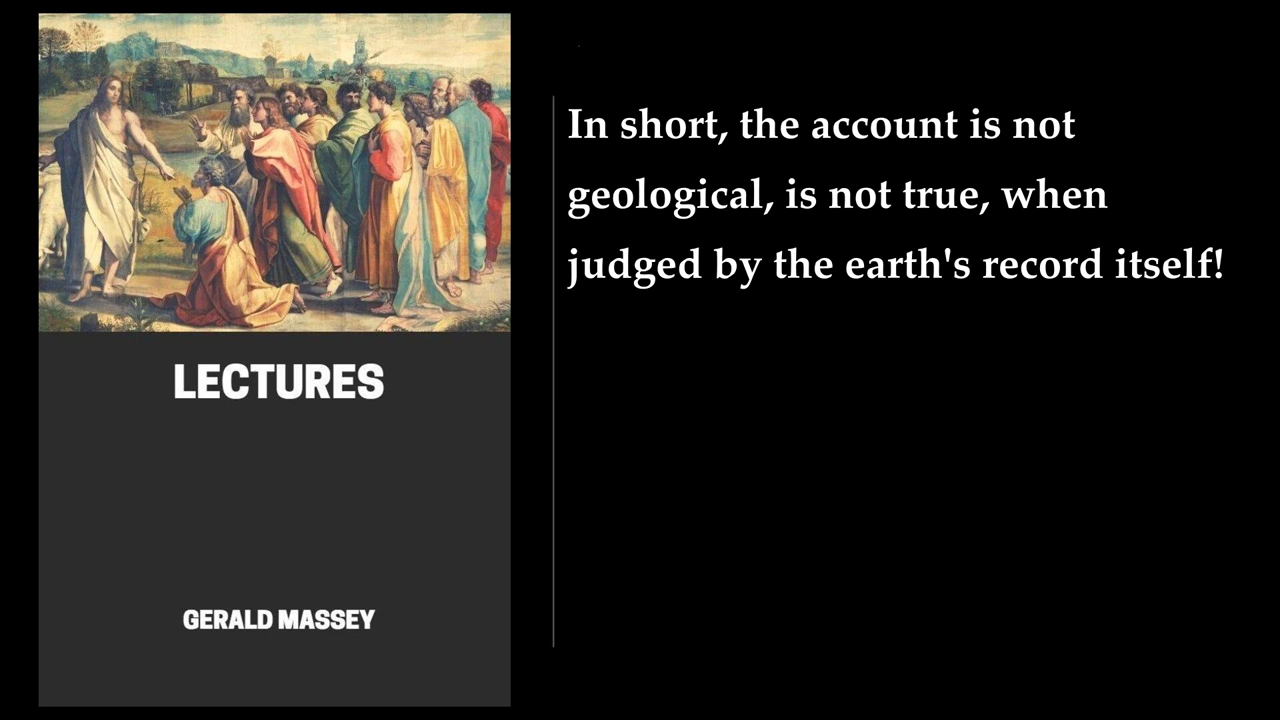 LECTURES
GERALD MASSEY
In short, the account is not
geological, is not true, when
judged by the earth's record itself!